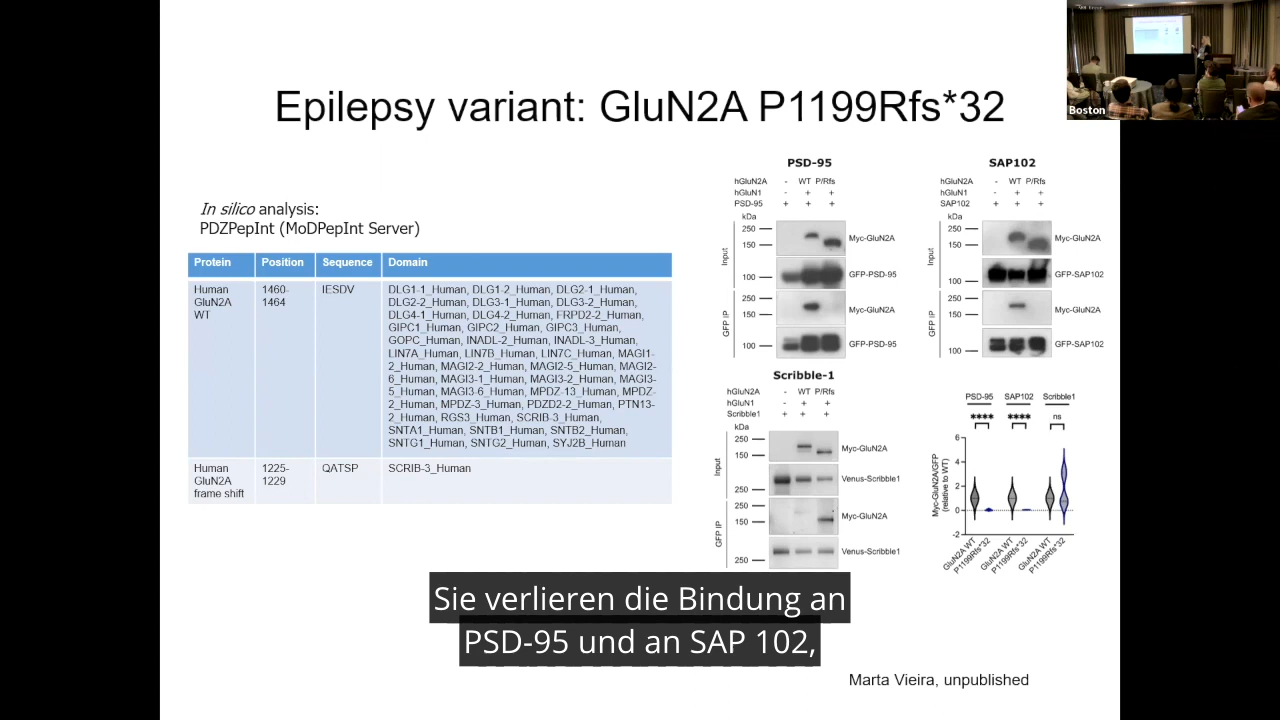 Epilepsy variant: GluN2A P1199Rfs*32
Boston
In silico analysis:
PDZPepInt (MoDPepInt Server)
Protein Position Sequence Domain
Human GluN2A WT
1460-1464
IESDV
DLG1-1_Human, DLG1-2_Human, DLG2-1_Human,
DLG2-2_Human, DLG3-1_Human, DLG3-2_Human,
DLG4-1_Human, DLG4-2_Human, FRPD2-2_Human,
GIPC1_Human, GIPC2_Human, GIPC3_Human,
GOPC_Human, INADL-2_Human, INADL-3_Human,
LIN7A_Human, LIN7B_Human, LIN7C_Human, MAGI1-
2_Human, MAGI2-2_Human, MAGI2-5_Human, MAGI2-
6_Human, MAGI3-1_Human, MAGI3-2_Human, MAGI3-
5_Human, MAGI3-6_Human, MPDZ-13_Human, MPDZ-
2_Human, MPDZ-3_Human, PDZD2-2_Human, PTN13-
2_Human, RGS3_Human, SCRIB-3_Human,
SNTA1_Human, SNTB1_Human, SNTB2_Human,
SNTG1_Human, SNTG2_Human, SYJ2B_Human
Human GluN2A frame shift
1225-1229
QATSP
SCRIB-3_Human
PSD-95
hGluN2A - WT P/Rfs
hGluN1 - + +
PSD-95 + + +
kDa
Input
250
150
Myc-GluN2A
100
GFP-PSD-95
GFP IP
250
150
Myc-GluN2A
100
GFP-PSD-95
SAP102
hGluN2A - WT P/Rfs
hGluN1 - + +
SAP102 + + +
kDa
Input
250
150
Myc-GluN2A
100
GFP-SAP102
GFP IP
250
150
Myc-GluN2A
100
GFP-SAP102
Scribble-1
hGluN2A - WT P/Rfs
hGluN1 - + +
Scribble1 + + +
kDa
Input
250
150
Myc-GluN2A
250
Venus-Scribble1
GFP IP
250
150
Myc-GluN2A
250
Venus-Scribble1
PSD-95 SAP102 Scribble1
**** **** ns
Myc-GluN2A/GFP
(relative to WT)
6
4
2
0
-2
GluN2A WT
P1199Rfs*32
GluN2A WT
P1199Rfs*32
GluN2A WT
P1199Rfs*32
Sie verlieren die Bindung an
PSD-95 und an SAP 102,
Marta Vieira, unpublished